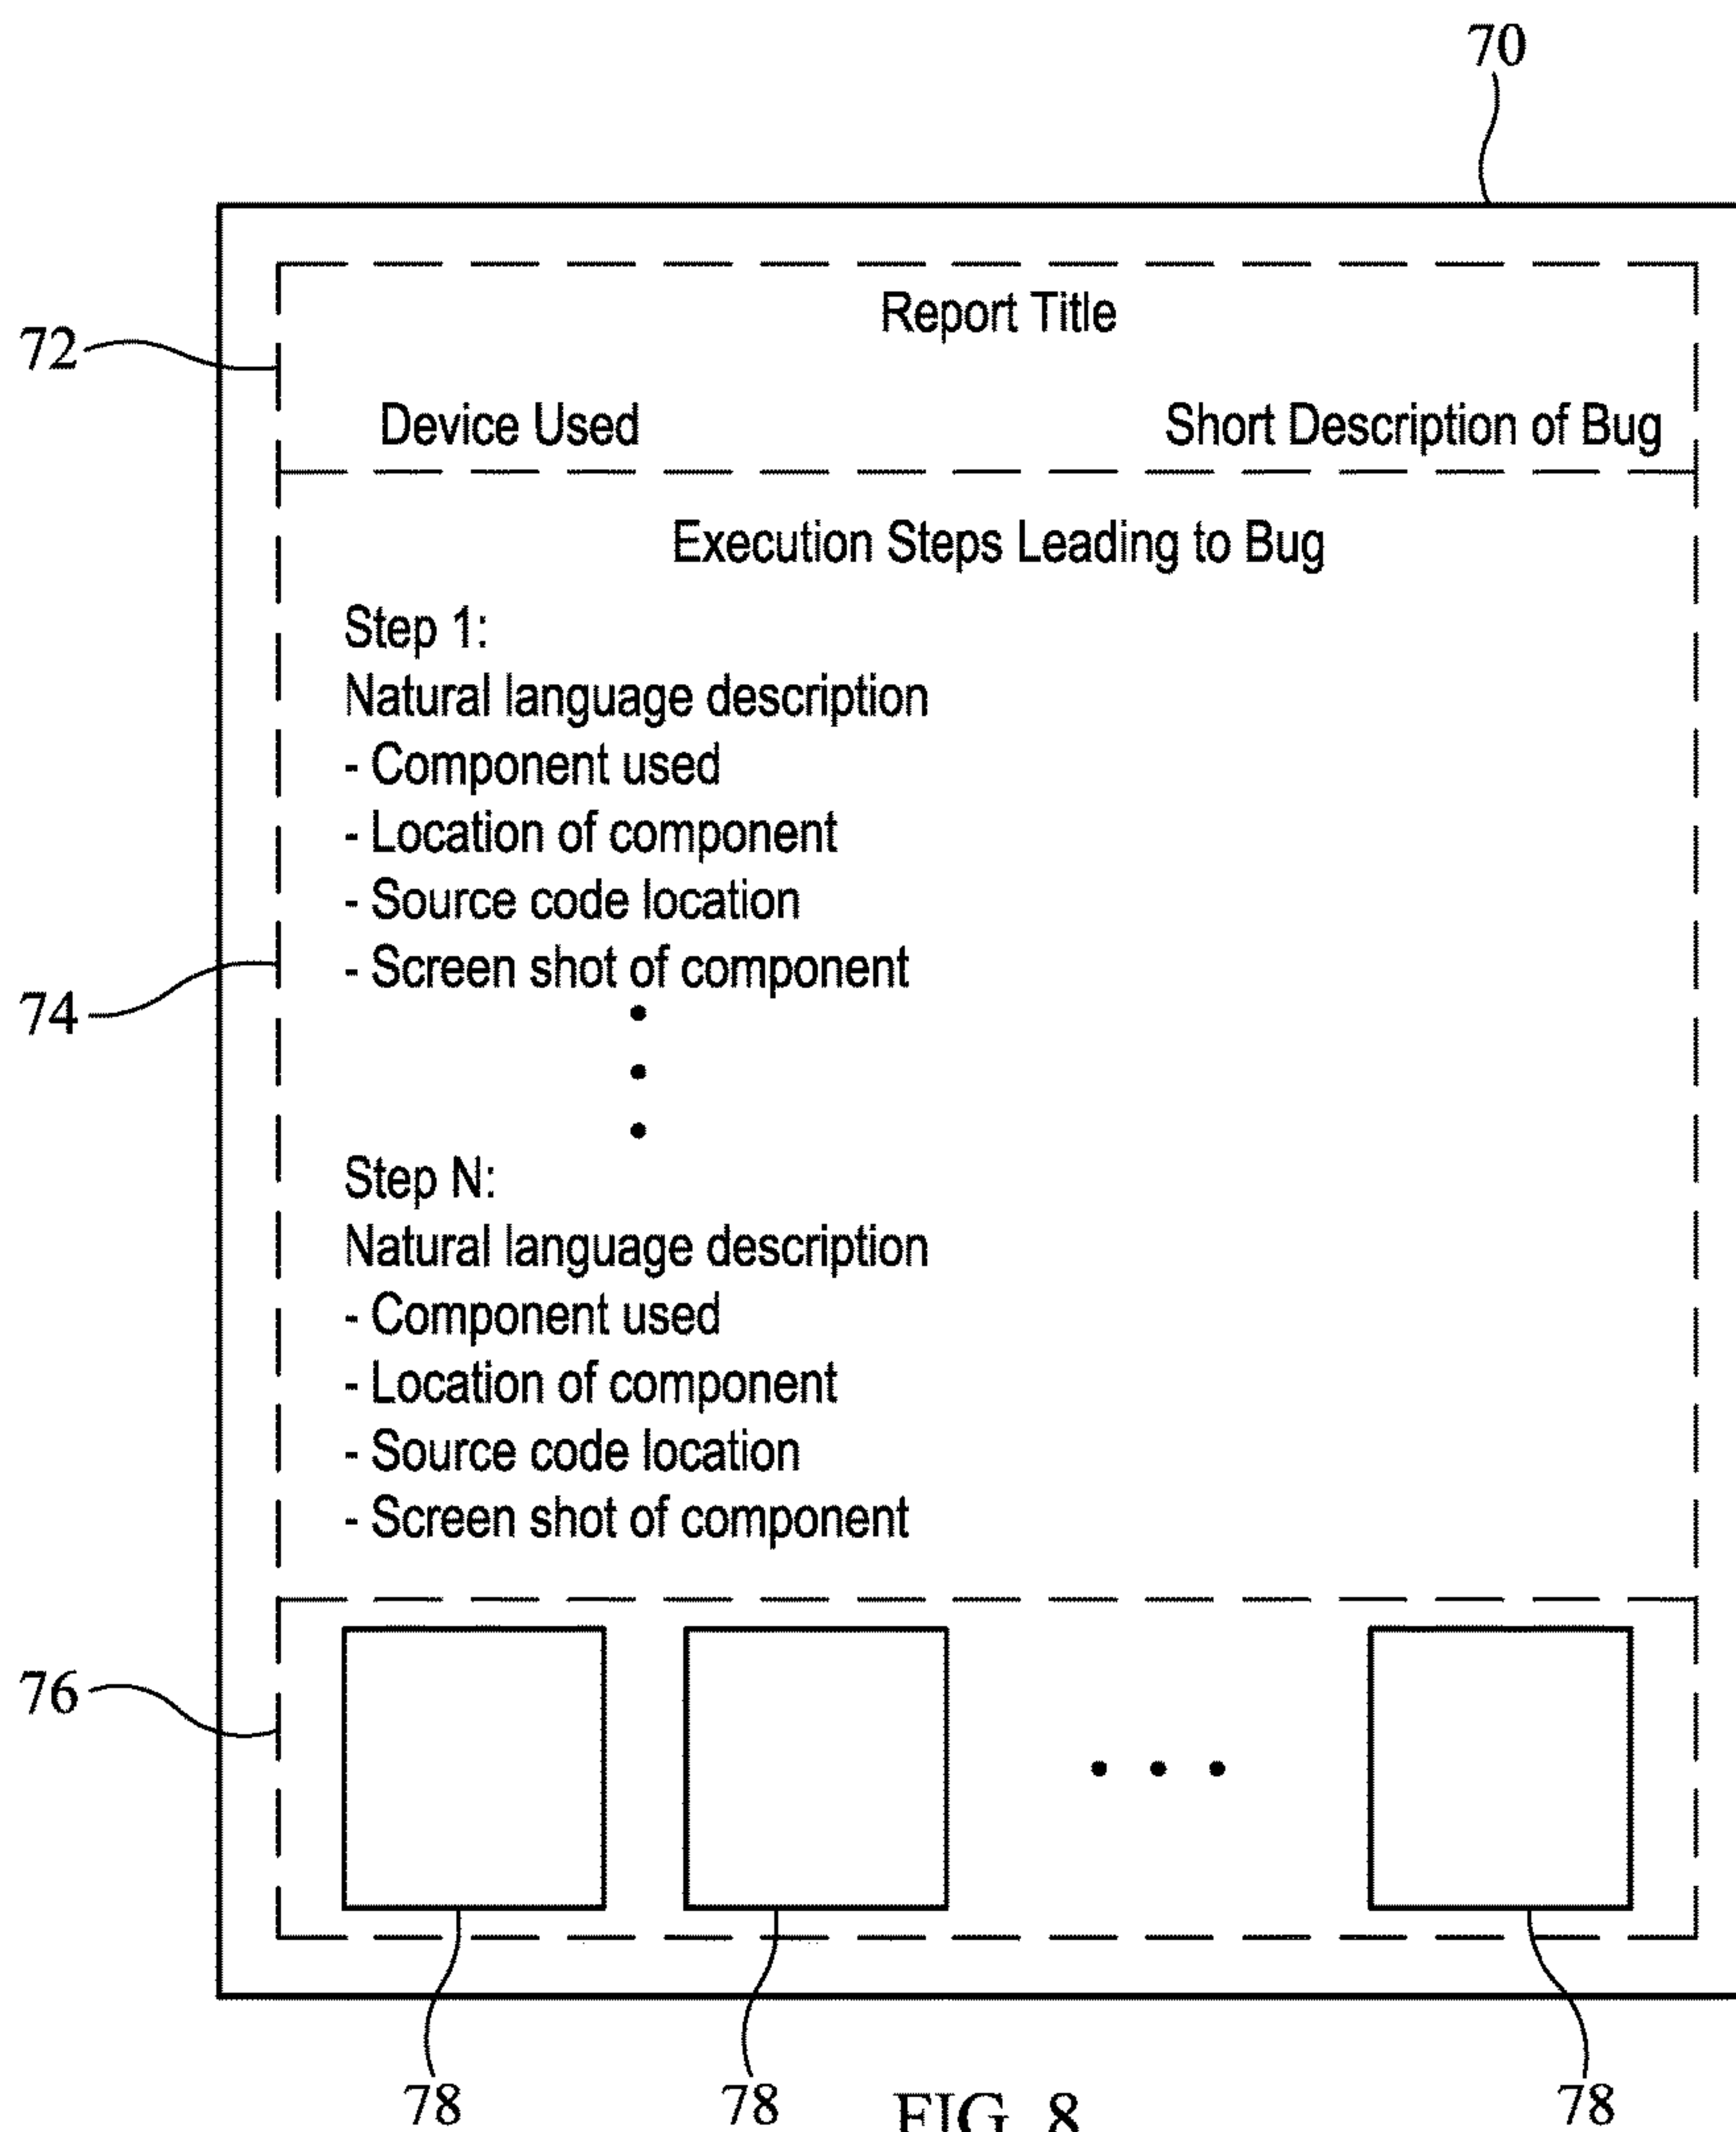 70
Report Title
72
Device Used Short Description of Bug
Execution Steps Leading to Bug
Step 1:
Natural language description
- Component used
- Location of component
- Source code location
- Screen shot of component
74
Step N:
Natural language description
- Component used
- Location of component
- Source code location
- Screen shot of component
76
78 78 78
FIG. 8